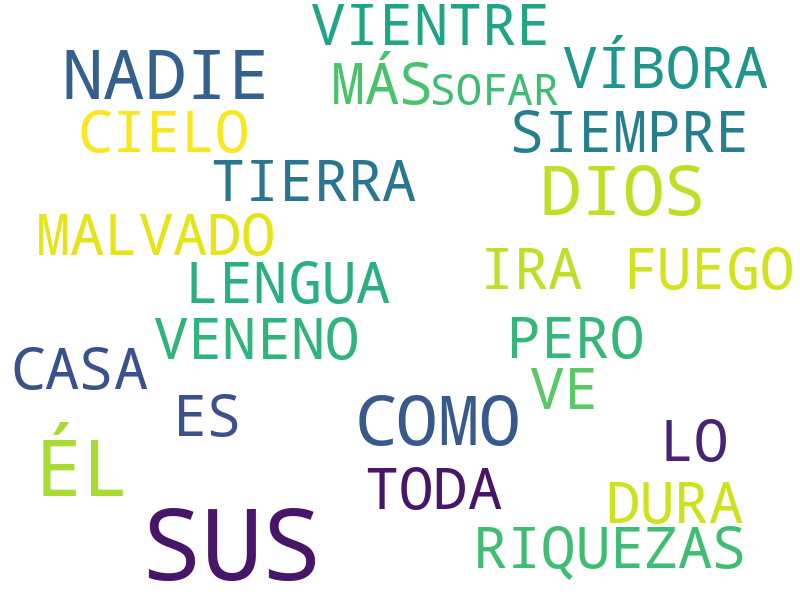 VIENTRE
NADIE
MÁS
SOFAR
VÍBORA
CIELO
SIEMPRE
TIERRA
DIOS
MALVADO
LENGUA
IRA
FUEGO
VENENO
PERO
CASA
VE
ES
COMO
LO
ÉL
TODA
DURA
SUS
RIQUEZAS